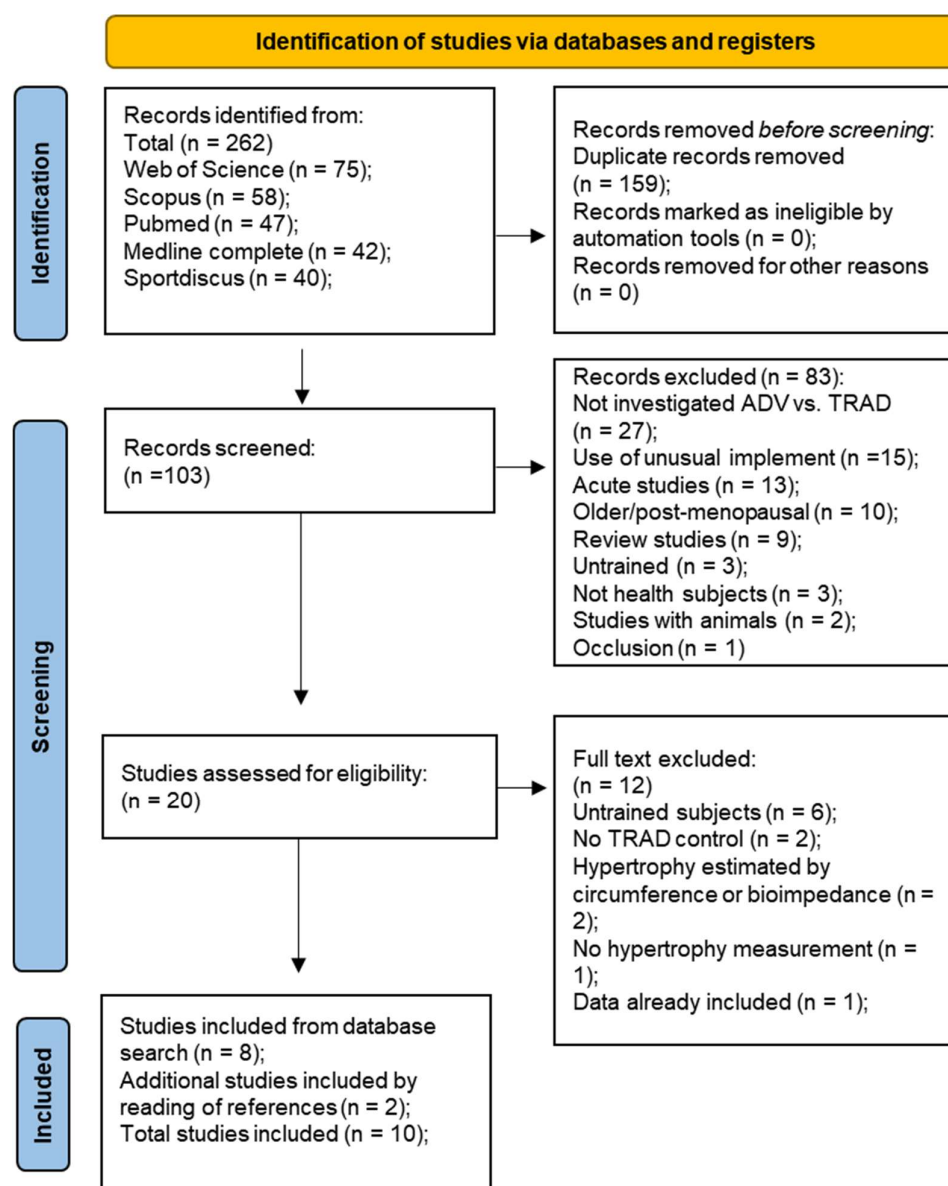 Identification of studies via databases and registers
Identification
Records identified from:
Total (n = 262)
Web of Science (n = 75);
Scopus (n = 58);
Pubmed (n = 47);
Medline complete (n = 42);
Sportdiscus (n = 40);
Records removed before screening:
Duplicate records removed
(n = 159);
Records marked as ineligible by
automation tools (n = 0);
Records removed for other reasons
(n = 0)
Screening
Records screened:
(n =103)
Records excluded (n = 83):
Not investigated ADV vs. TRAD
(n = 27);
Use of unusual implement (n =15);
Acute studies (n = 13);
Older/post-menopausal (n = 10);
Review studies (n = 9);
Untrained (n = 3);
Not health subjects (n = 3);
Studies with animals (n = 2);
Occlusion (n = 1)
Studies assessed for eligibility:
(n = 20)
Full text excluded:
(n = 12)
Untrained subjects (n = 6);
No TRAD control (n = 2);
Hypertrophy estimated by
circumference or bioimpedance (n =
2);
No hypertrophy measurement (n =
1);
Data already included (n = 1);
Included
Studies included from database
search (n = 8);
Additional studies included by
reading of references (n = 2);
Total studies included (n = 10);